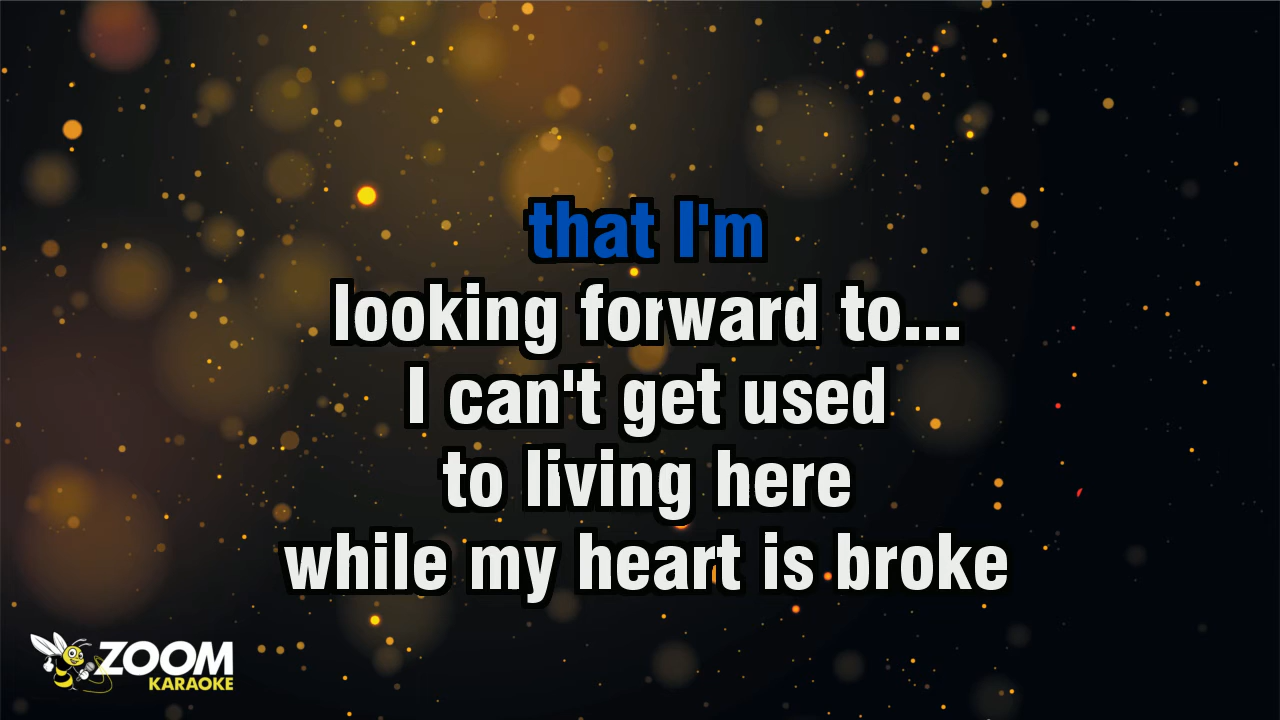 that I'm
looking forward to...
I can't get used
to living here
while my heart is broke
ZOOM
KARAOKE